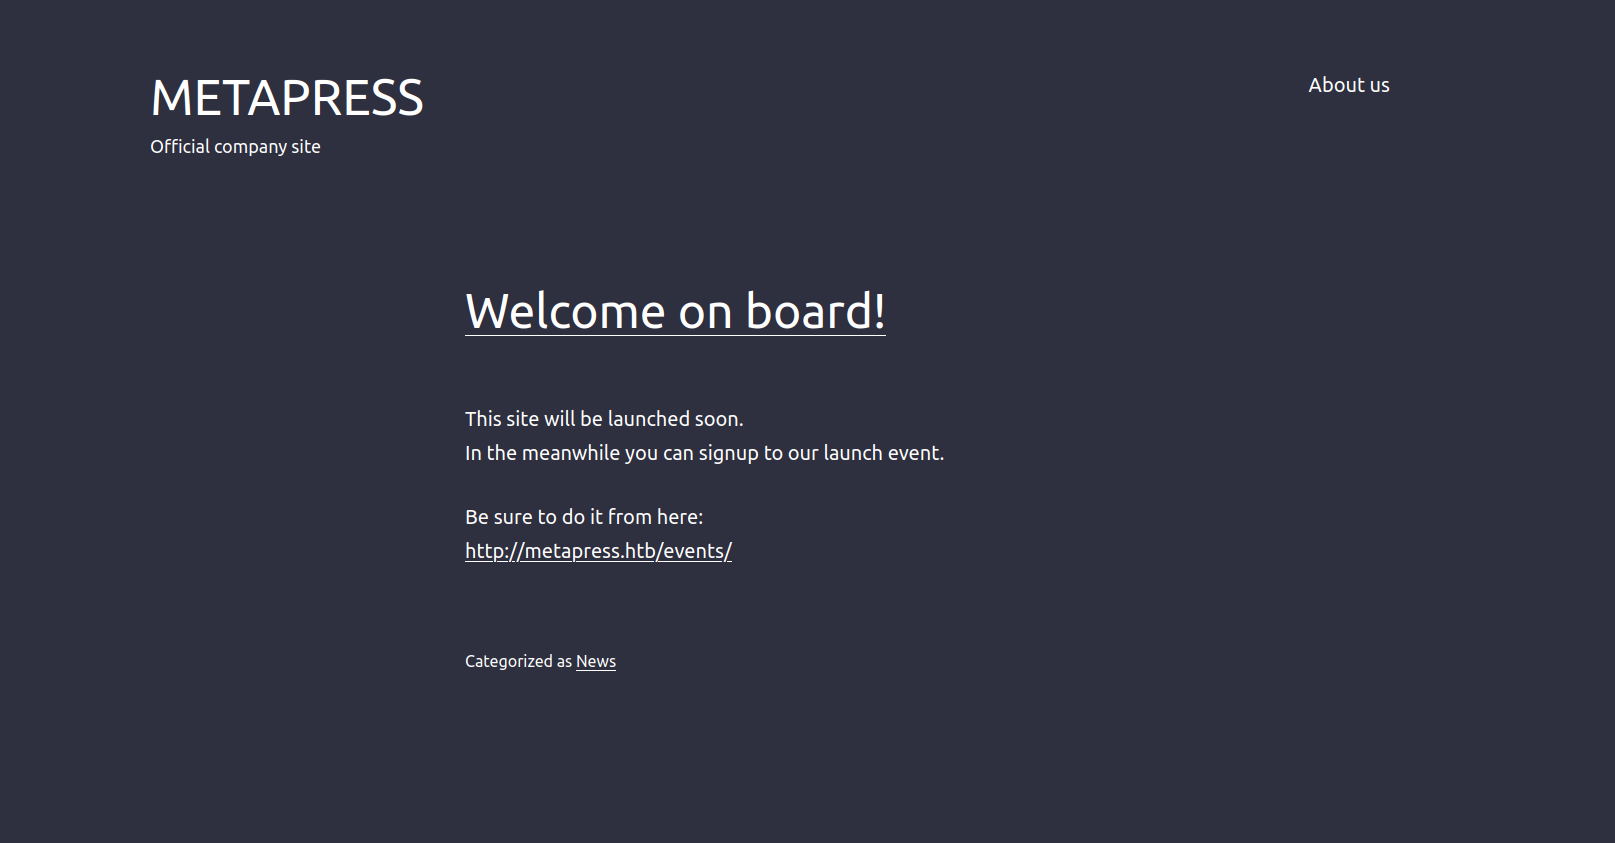 METAPRESS
Official company site
About us
Welcome on board!
This site will be launched soon.
In the meanwhile you can signup to our launch event.
Be sure to do it from here:
http://metapress.htb/events/
Categorized as News